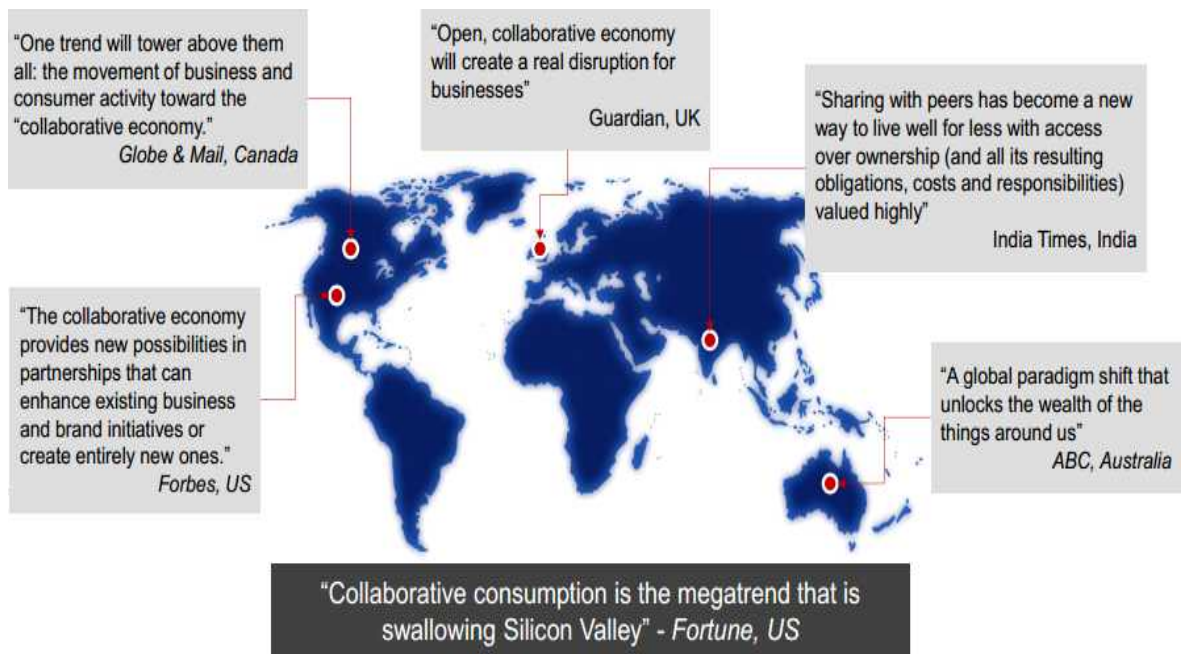 “One trend will tower above them
all: the movement of business and
consumer activity toward the
“collaborative economy.”
Globe & Mail, Canada
“Open, collaborative economy
will create a real disruption for
businesses”
Guardian, UK
“Sharing with peers has become a new
way to live well for less with access
over ownership (and all its resulting
obligations, costs and responsibilities)
valued highly”
India Times, India
“The collaborative economy
provides new possibilities in
partnerships that can
enhance existing business
and brand initiatives or
create entirely new ones.”
Forbes, US
“A global paradigm shift that
unlocks the wealth of the
things around us”
ABC, Australia
“Collaborative consumption is the megatrend that is
swallowing Silicon Valley” - Fortune, US